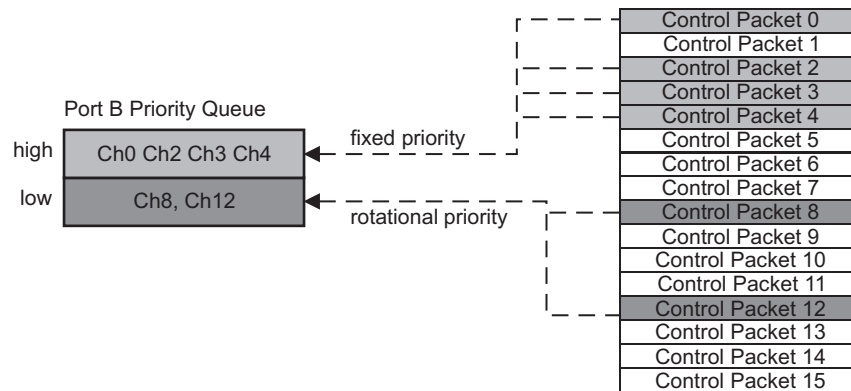 Port B Priority Queue
high
Ch0 Ch2 Ch3 Ch4
low
Ch8, Ch12
fixed priority
rotational priority
Control Packet 0
Control Packet 1
Control Packet 2
Control Packet 3
Control Packet 4
Control Packet 5
Control Packet 6
Control Packet 7
Control Packet 8
Control Packet 9
Control Packet 10
Control Packet 11
Control Packet 12
Control Packet 13
Control Packet 14
Control Packet 15